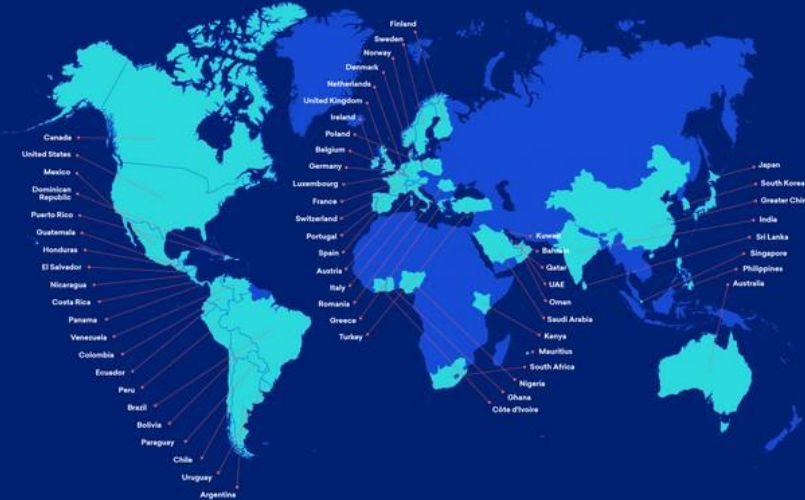 Finland
Sweden
Norway
Denmark
Netherlands
United Kingdom
Ireland
Poland
Belgium
Germany
Luxembourg
France
Switzerland
Portugal
Spain
Austria
Italy
Romania
Greece
Turkey
Canada
United States
Mexico
Dominican
Republic
Puerto Rico
Guatemala
Honduras
El Salvador
Nicaragua
Costa Rica
Panama
Venezuela
Colombia
Ecuador
Peru
Brazil
Bolivia
Paraguay
Chile
Uruguay
Argentina
Kuwait
Bahrain
Qatar
UAE
Oman
Saudi Arabia
Kenya
Mauritius
South Africa
Nigeria
Ghana
Côte d'Ivoire
Japan
South Korea
Greater Chin
India
Sri Lanka
Singapore
Philippines
Australia